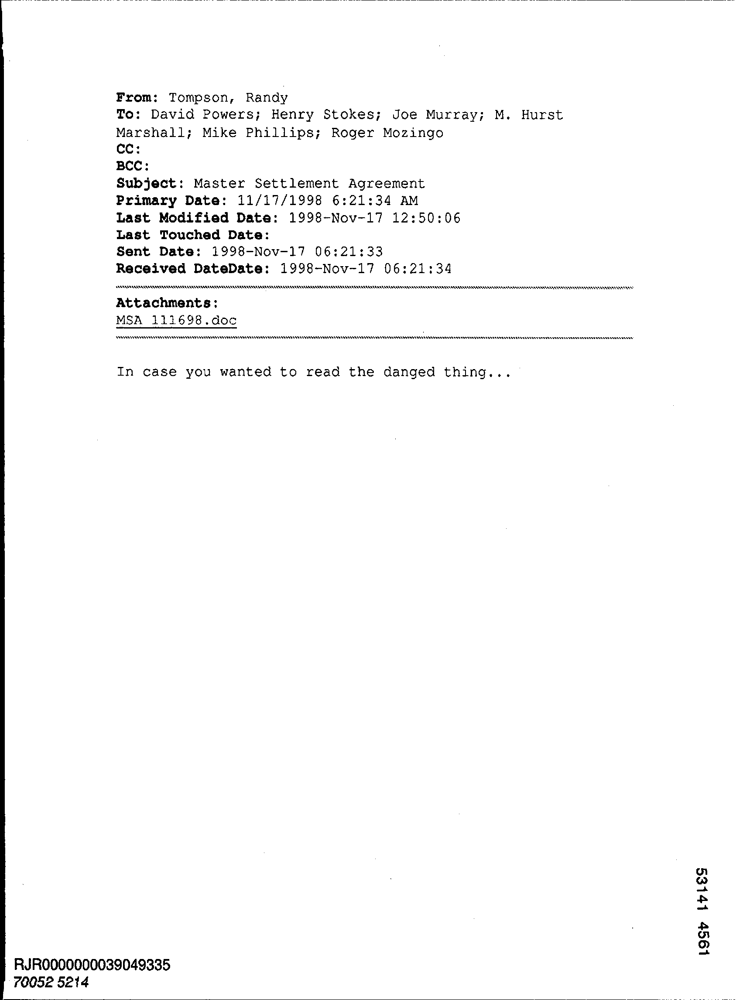 From: Tompson, Randy
To: David Powers; Henry Stokes; Joe Murray; M. Hurst
Marshall; Mike Phillips; Roger Mozingo
CC:
BCC:
Subject: Master Settlement Agreement
Primary Date: 11/17/1998 6:21:34 AM
Last Modified Date: 1998-Nov-17 12:50:06
Last Touched Date:
Sent Date: 1998-Nov-17 06:21:33
Received DateDate: 1998-Nov-17 06:21:34
Attachments:
MSA 111698.doc
In case you wanted to read the danged thing...
53141 4561
RJR0000000039049335
70052 5214